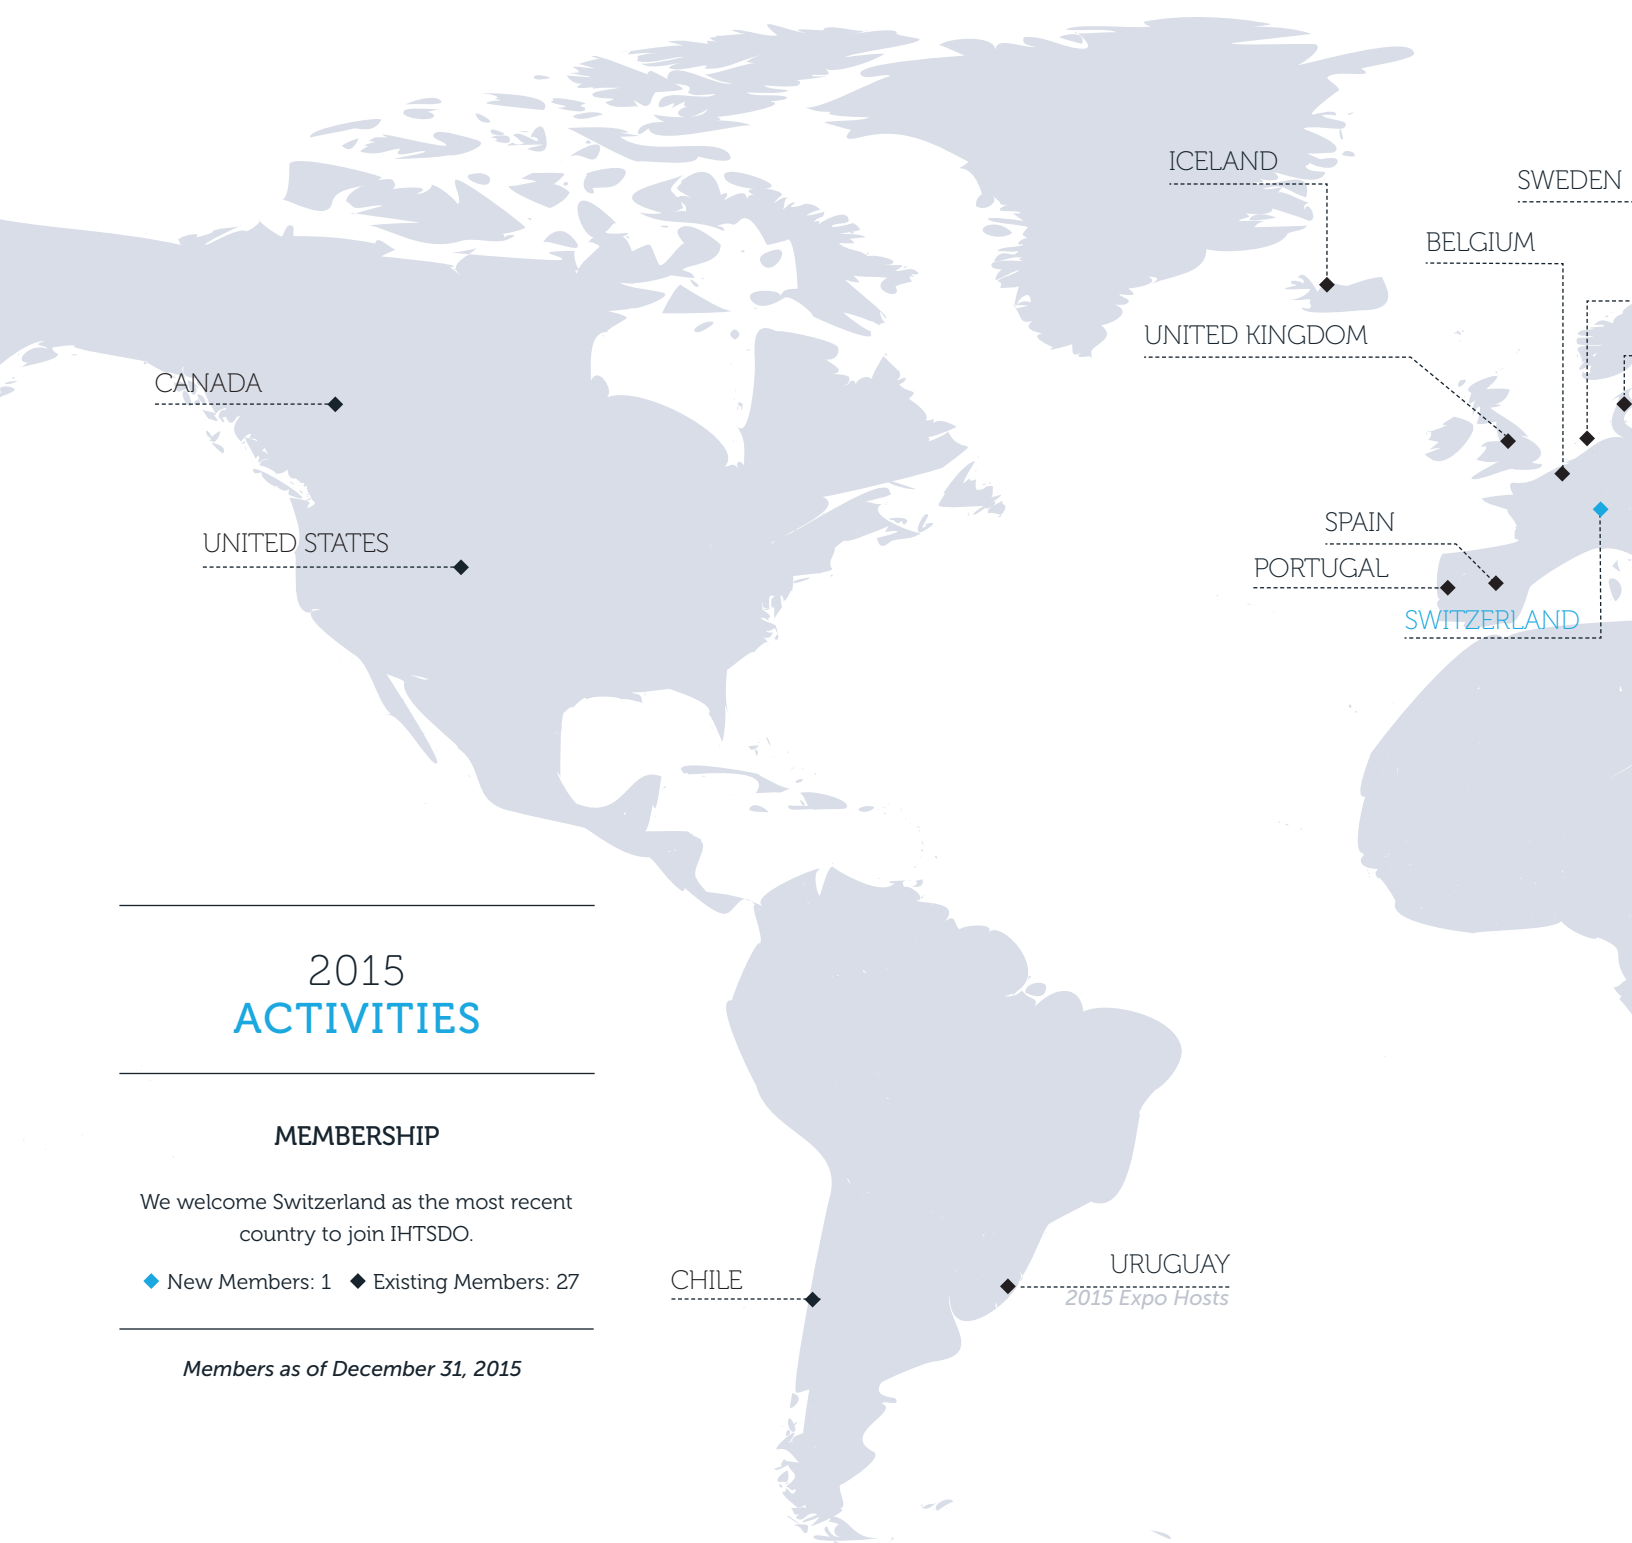 ICELAND
SWEDEN
BELGIUM
UNITED KINGDOM
CANADA
SPAIN
UNITED STATES
PORTUGAL
SWITZERLAND
2015
ACTIVITIES
MEMBERSHIP
We welcome Switzerland as the most recent
country to join IHTSDO.
New Members: 1 Existing Members: 27
Members as of December 31, 2015
CHILE
URUGUAY
2015 Expo Hosts